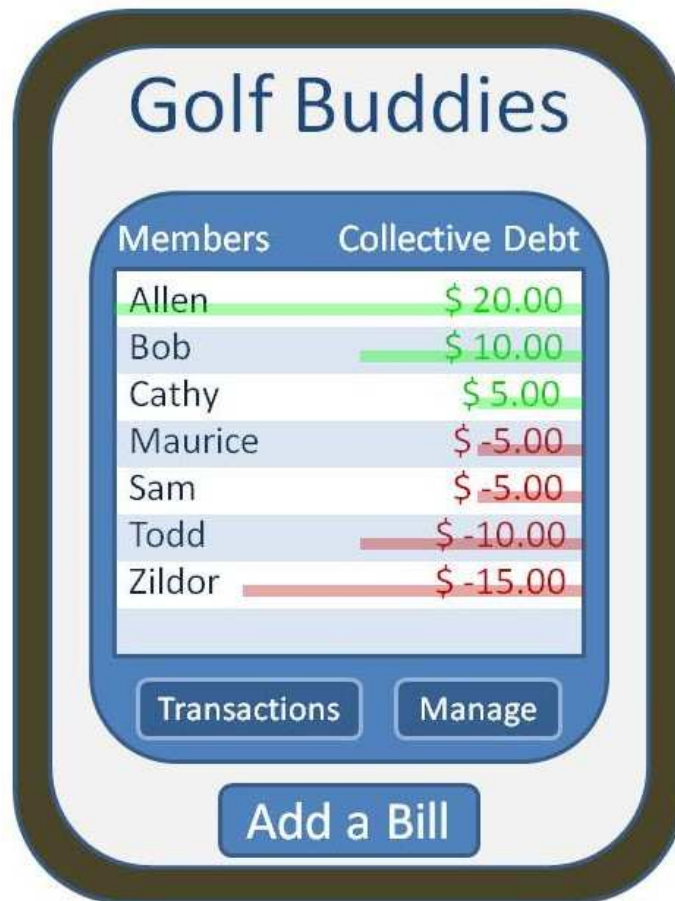 Golf Buddies
Members Collective Debt
Allen $ 20.00
Bob $ 10.00
Cathy $ 5.00
Maurice $ -5.00
Sam $ -5.00
Todd $ -10.00
Zildor $ -15.00
Transactions Manage
Add a Bill